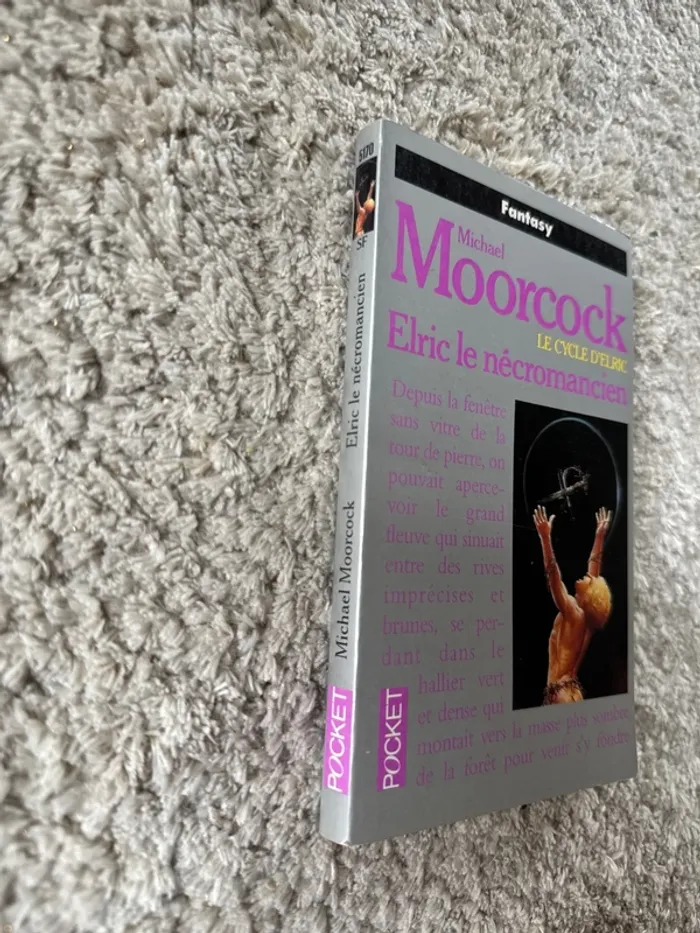 5170
SF
Elric le nécromancien
Michael Moorcock
POCKET
Fantasy
Michael
Moorcock
LE CYCLE D'ELRIC
Elric le nécromancien
Depuis la fenêtre
sans vitre de la
tour de pierre, on
pouvait aperce-
voir le grand
fleuve qui sinuait
entre des rives
imprécises et
brunes, se per-
dant dans le
hallier vert
et dense qui
montait vers la masse plus sombre
de la forêt pour venir s'y fondre
POCKET